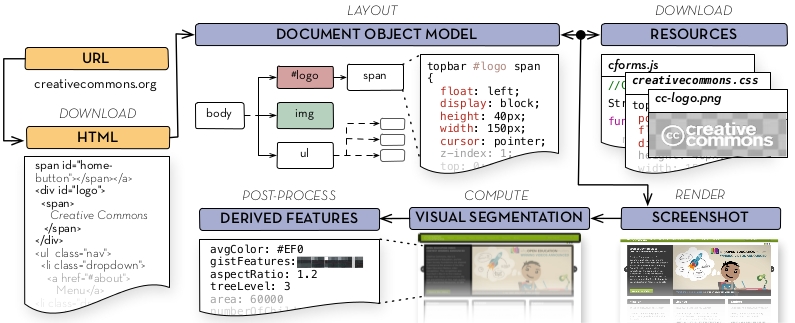 LAYOUT
DOWNLOAD
DOCUMENT OBJECT MODEL
RESOURCES
URL
creativecommons.org
DOWNLOAD
HTML
span id="home-
button"></span></a>
<div id="logo">
<span>
Creative Commons
</span>
</div>
<ul class="nav">
<li class="dropdown">
<a href="#about">
Menu</a>
<li class=
body
#logo
span
img
ul
topbar #logo span
{
float: left;
display: block;
height: 40px;
width: 150px;
cursor: pointer;
z-index: 1;
top: 0
cforms.js
//
Str
fun
creativecommons.css
top
cc-logo.png
cc creative
commons
width: 155
POST-PROCESS
COMPUTE
RENDER
DERIVED FEATURES
VISUAL SEGMENTATION
SCREENSHOT
avgColor: #EF0
gistFeatures:
aspectRatio: 1.2
treeLevel: 3
area: 60000
numberOfChil